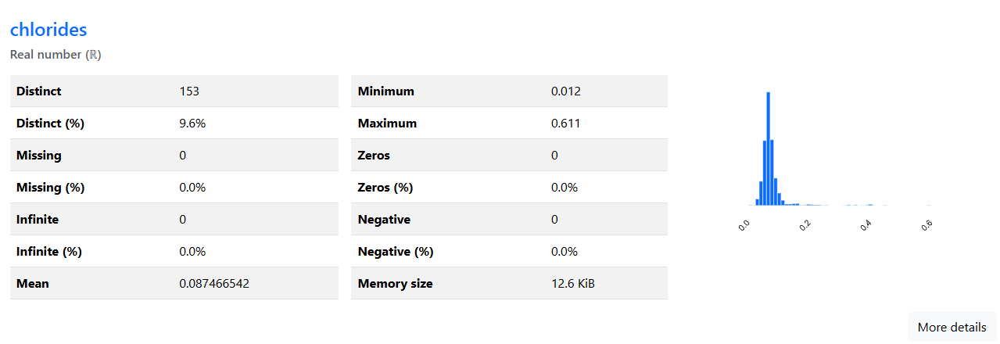 chlorides
Real number (ℝ)
Distinct 153
Distinct (%) 9.6%
Missing 0
Missing (%) 0.0%
Infinite 0
Infinite (%) 0.0%
Mean 0.087466542
Minimum 0.012
Maximum 0.611
Zeros 0
Zeros (%) 0.0%
Negative 0
Negative (%) 0.0%
Memory size 12.6 KiB
0.0 0.2 0.4 0.6
More details